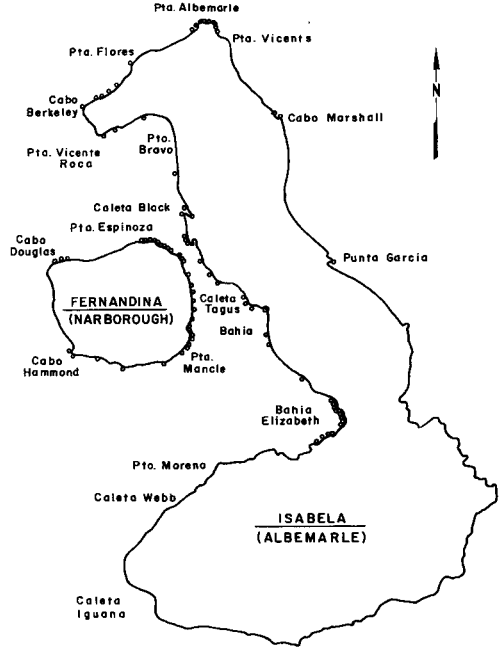 Pta. Albemarle
Pta. Vicents
Pta. Flores
N
Cabo
Berkeley
Cabo Marshall
Pta. Vicente
Roca
Pto.
Bravo
Caleta Black
Pta. Espinoza
Cabo
Douglas
Punta Garcia
FERNANDINA
(NARBOROUGH)
Caleta
Tagus
Bahia
Cabo
Hammond
Pta.
Mancle
Bahia
Elizabeth
Pto. Moreno
Caleta Webb
ISABELA
(ALBEMARLE)
Caleta
Iguana